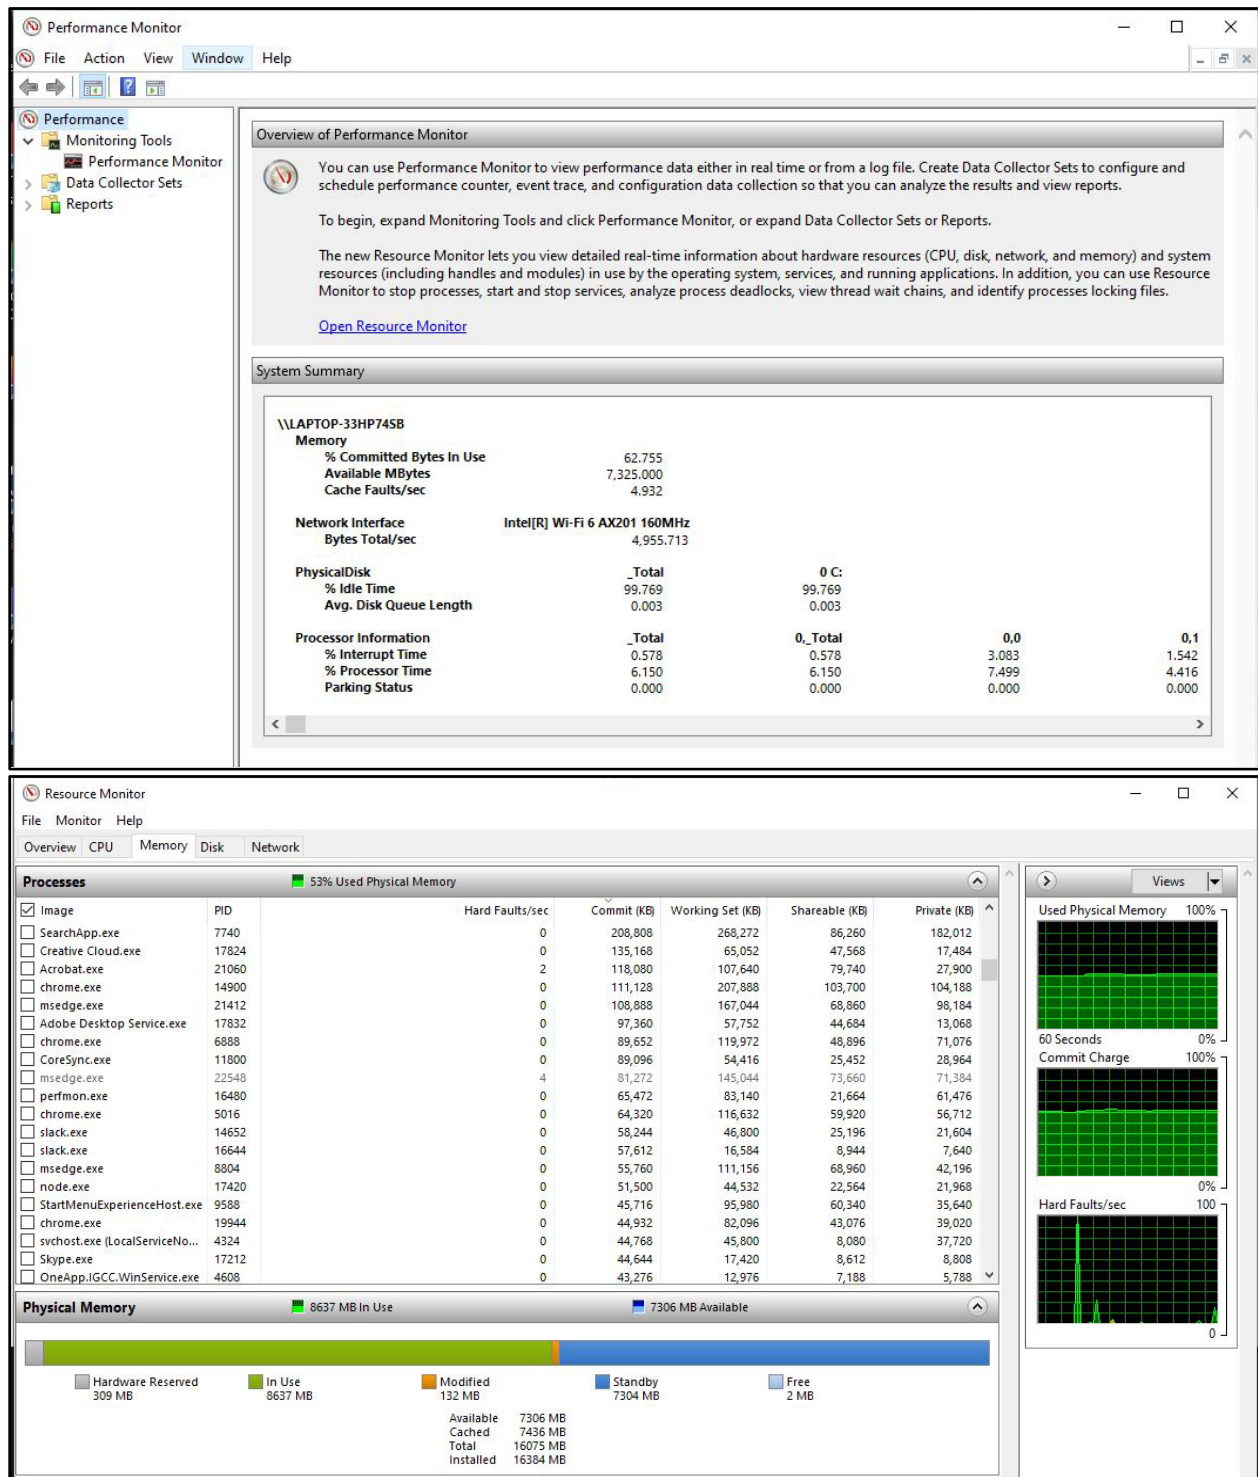 Performance Monitor
File Action View Window Help
Performance
Monitoring Tools
Performance Monitor
Data Collector Sets
Reports
Overview of Performance Monitor
You can use Performance Monitor to view performance data either in real time or from a log file. Create Data Collector Sets to configure and
schedule performance counter, event trace, and configuration data collection so that you can analyze the results and view reports.
To begin, expand Monitoring Tools and click Performance Monitor, or expand Data Collector Sets or Reports.
The new Resource Monitor lets you view detailed real-time information about hardware resources (CPU, disk, network, and memory) and system
resources (including handles and modules) in use by the operating system, services, and running applications. In addition, you can use Resource
Monitor to stop processes, start and stop services, analyze process deadlocks, view thread wait chains, and identify processes locking files.
Open Resource Monitor
System Summary
\\LAPTOP-33HP74SB
Memory
% Committed Bytes In Use 62.755
Available MBytes 7,325.000
Cache Faults/sec 4.932
Network Interface Intel[R] Wi-Fi 6 AX201 160MHz
Bytes Total/sec 4,955.713
PhysicalDisk _Total 0 C:
% Idle Time 99.769 99.769
Avg. Disk Queue Length 0.003 0.003
Processor Information _Total 0,_Total 0,0 0,1
% Interrupt Time 0.578 0.578 3.083 1.542
% Processor Time 6.150 6.150 7.499 4.416
Parking Status 0.000 0.000 0.000 0.000
Resource Monitor
File Monitor Help
Overview CPU Memory Disk Network
Processes 53% Used Physical Memory
Image PID Hard Faults/sec Commit (KB) Working Set (KB) Shareable (KB) Private (KB)
SearchApp.exe 7740 0 208,808 268,272 86,260 182,012
Creative Cloud.exe 17824 0 135,168 65,052 47,568 17,484
Acrobat.exe 21060 2 118,080 107,640 79,740 27,900
chrome.exe 14900 0 111,128 207,888 103,700 104,188
msedge.exe 21412 0 108,888 167,044 68,860 98,184
Adobe Desktop Service.exe 17832 0 97,360 57,752 44,684 13,068
chrome.exe 6888 0 89,652 119,972 48,896 71,076
CoreSync.exe 11800 0 89,096 54,416 25,452 28,964
msedge.exe 22548 4 81,272 145,044 73,660 71,384
perfmon.exe 16480 0 65,472 83,140 21,664 61,476
chrome.exe 5016 0 64,320 116,632 59,920 56,712
slack.exe 14652 0 58,244 46,800 25,196 21,604
slack.exe 16644 0 57,612 16,584 8,944 7,640
msedge.exe 8804 0 55,760 111,156 68,960 42,196
node.exe 17420 0 51,500 44,532 22,564 21,968
StartMenuExperienceHost.exe 9588 0 45,716 95,980 60,340 35,640
chrome.exe 19944 0 44,932 82,096 43,076 39,020
svchost.exe (LocalServiceNo... 4324 0 44,768 45,800 8,080 37,720
Skype.exe 17212 0 44,644 17,420 8,612 8,808
OneApp.IGCC.WinService.exe 4608 0 43,276 12,976 7,188 5,788
Physical Memory 8637 MB In Use 7306 MB Available
Hardware Reserved In Use Modified Standby Free
309 MB 8637 MB 132 MB 7304 MB 2 MB
Available 7306 MB
Cached 7436 MB
Total 16075 MB
Installed 16384 MB
Views
Used Physical Memory 100%
60 Seconds 0%
Commit Charge 100%
0%
Hard Faults/sec 100
0